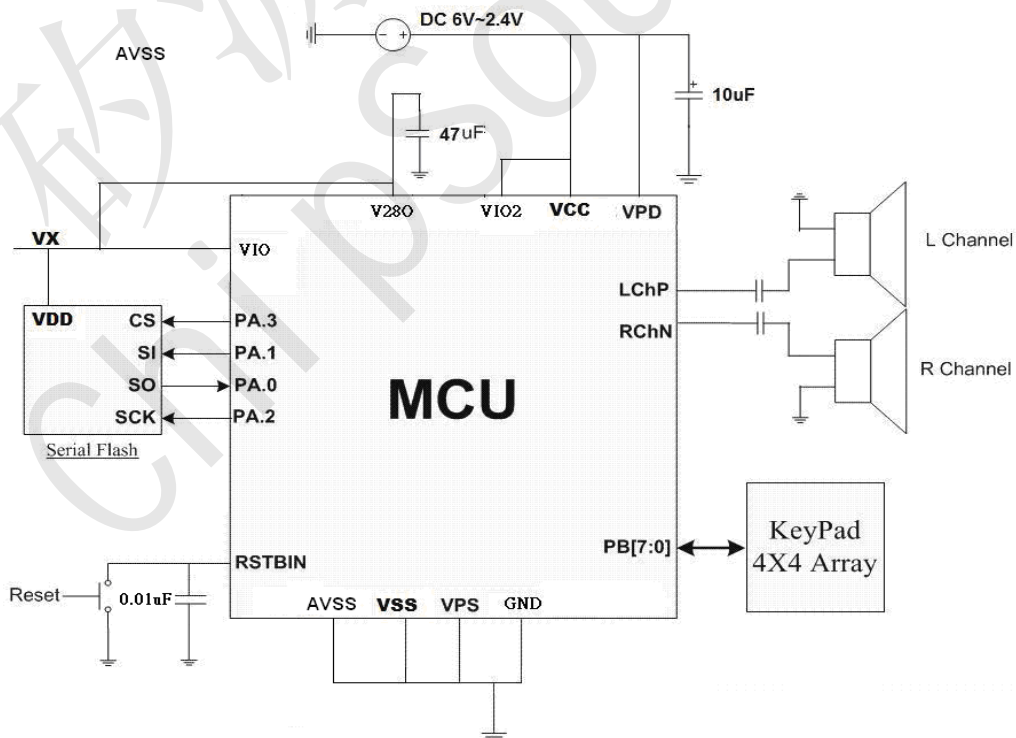 DC 6V~2.4V
AVSS
10uF
47uF
V28O
VIO2
VCC
VPD
VX
VIO
L Channel
LChP
VDD
CS
PA.3
RChN
SI
PA.1
R Channel
SO
PA.0
MCU
SCK
PA.2
Serial Flash
KeyPad
4X4 Array
PB[7:0]
RSTBIN
Reset
0.01uF
AVSS
VSS
VPS
GND